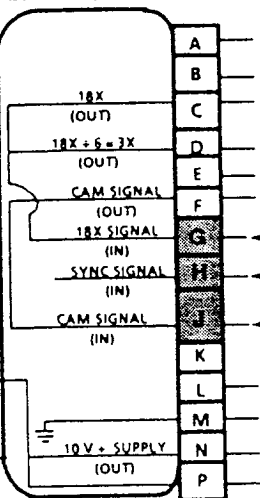 A
B
18X C
(OUT)
18X ÷ 6 = 3X D
(OUT)
E
CAM SIGNAL F
(OUT)
18X SIGNAL G
(IN)
SYNC SIGNAL H
(IN)
CAM SIGNAL J
(IN)
K
L
M
10V + SUPPLY N
(OUT)
P